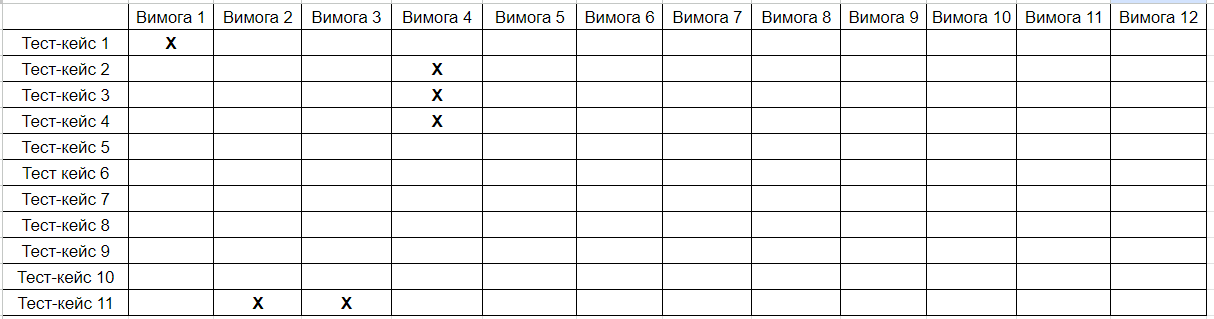 Вимога 1 Вимога 2 Вимога 3 Вимога 4 Вимога 5 Вимога 6 Вимога 7 Вимога 8 Вимога 9 Вимога 10 Вимога 11 Вимога 12
Тест-кейс 1 X
Тест-кейс 2 X
Тест-кейс 3 X
Тест-кейс 4 X
Тест-кейс 5
Тест кейс 6
Тест-кейс 7
Тест-кейс 8
Тест-кейс 9
Тест-кейс 10
Тест-кейс 11 X X